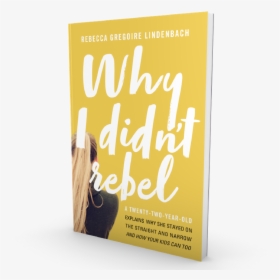 REBECCA GREGOIRE LINDENBACH
Why
I didn't
rebel
A TWENTY-TWO-YEAR-OLD
EXPLAINS WHY SHE STAYED ON
THE STRAIGHT AND NARROW
AND HOW YOUR KIDS CAN TOO